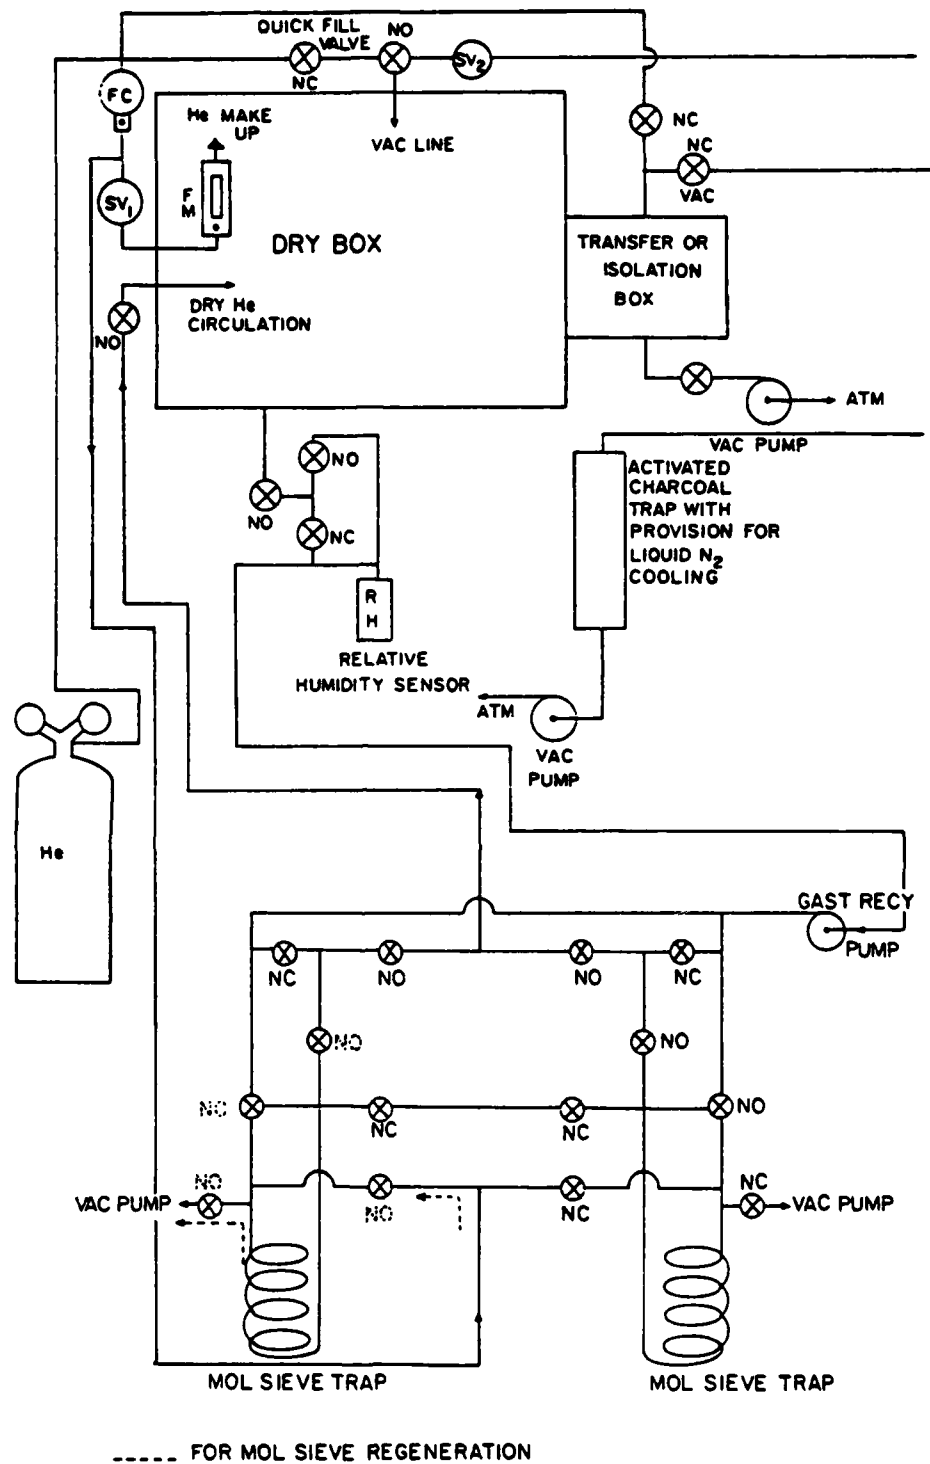 QUICK FILL
VALVE
NO
NC
SV2
FC
He MAKE
UP
VAC LINE
NC
NC
VAC
SV1
F
M
DRY BOX
TRANSFER OR
ISOLATION
BOX
DRY He
CIRCULATION
NO
ATM
VAC PUMP
NO
NO
NC
ACTIVATED
CHARCOAL
TRAP WITH
PROVISION FOR
LIQUID N2
COOLING
R
H
RELATIVE
HUMIDITY SENSOR
ATM
VAC
PUMP
He
GAST RECY
PUMP
NC
NO
NO
NC
NO
NO
NO
NC
NC
NO
NO
VAC PUMP
NO
NC
NC
VAC PUMP
MOL SIEVE TRAP
MOL SIEVE TRAP
FOR MOL SIEVE REGENERATION